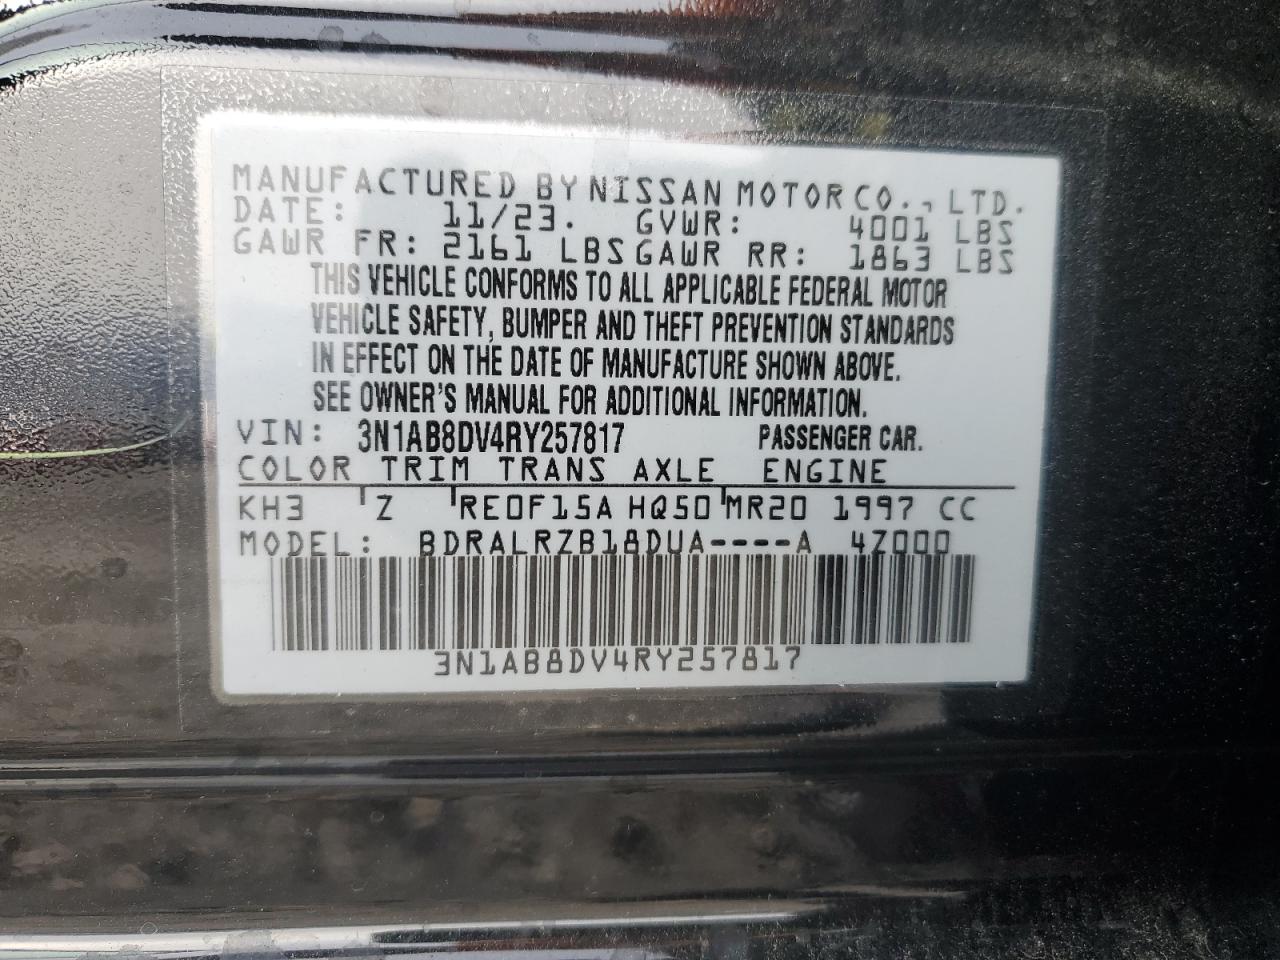 MANUFACTURED BY NISSAN MOTOR CO., LTD.
DATE: 11/23. GVWR: 4001 LBS
GAWR FR: 2161 LBS GAWR RR: 1863 LBS
THIS VEHICLE CONFORMS TO ALL APPLICABLE FEDERAL MOTOR
VEHICLE SAFETY, BUMPER AND THEFT PREVENTION STANDARDS
IN EFFECT ON THE DATE OF MANUFACTURE SHOWN ABOVE.
SEE OWNER'S MANUAL FOR ADDITIONAL INFORMATION.
VIN: 3N1AB8DV4RY257817 PASSENGER CAR.
COLOR TRIM TRANS AXLE ENGINE
KH3 Z RE0F15A HQ50 MR20 1997 CC
MODEL: BDRALRZB18DUA----A 4Z000
3N1AB8DV4RY257817